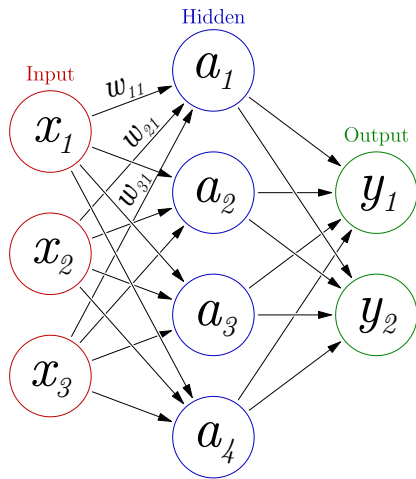 Hidden
Input
Output
w₁₁
w₂₁
w₃₁
x₁
x₂
x₃
a₁
a₂
a₃
a₄
y₁
y₂